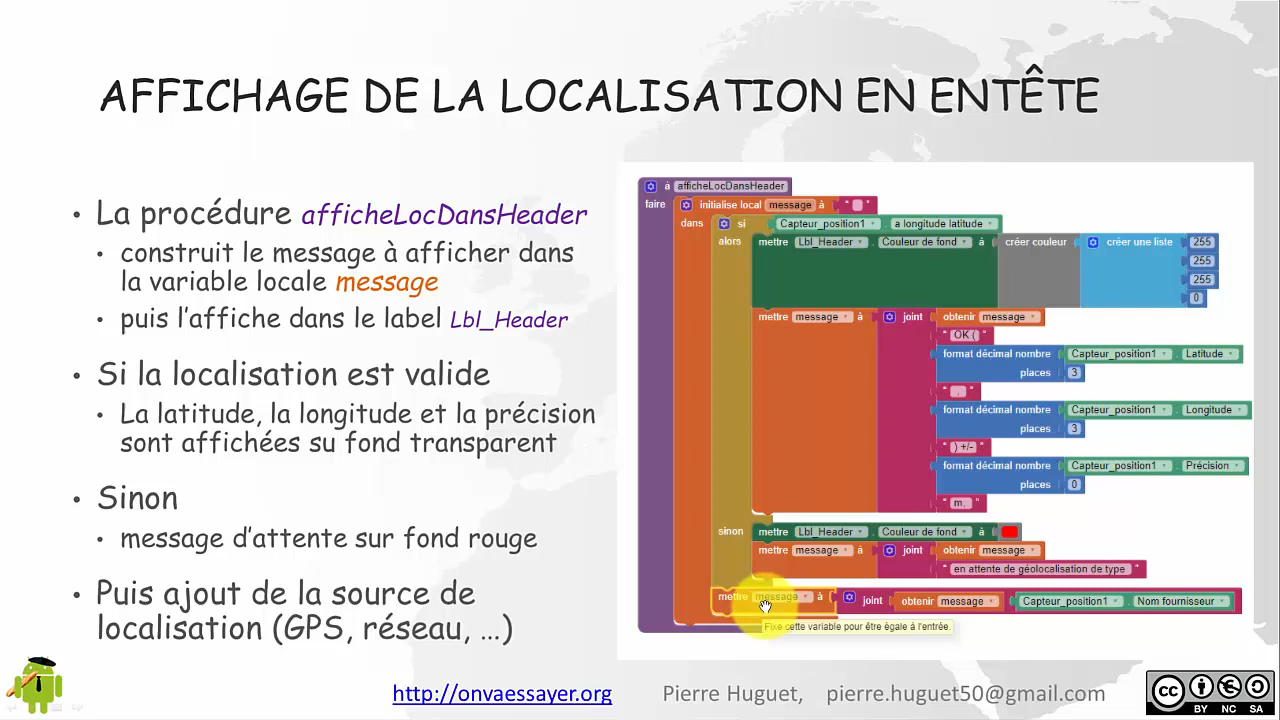 AFFICHAGE DE LA LOCALISATION EN ENTÊTE
• La procédure afficheLocDansHeader
• construit le message à afficher dans
la variable locale message
• puis l'affiche dans le label Lbl_Header
• Si la localisation est valide
• La latitude, la longitude et la précision
sont affichées su fond transparent
• Sinon
• message d'attente sur fond rouge
• Puis ajout de la source de
localisation (GPS, réseau, …)
à afficheLocDansHeader
faire initialise local message à " "
dans si Capteur_position1 . a longitude latitude
alors mettre Lbl_Header . Couleur de fond à créer couleur créer une liste 255
255
255
0
mettre message à joint obtenir message
" OK ( "
format décimal nombre Capteur_position1 . Latitude
places 3
" , "
format décimal nombre Capteur_position1 . Longitude
places 3
" ) +/- "
format décimal nombre Capteur_position1 . Précision
places 0
" m, "
sinon mettre Lbl_Header . Couleur de fond à
mettre message à joint obtenir message
" en attente de géolocalisation de type "
mettre message à joint obtenir message Capteur_position1 . Nom fournisseur
Fixe cette variable pour être égale à l'entrée.
http://onvaessayer.org Pierre Huguet, pierre.huguet50@gmail.com
cc BY NC SA